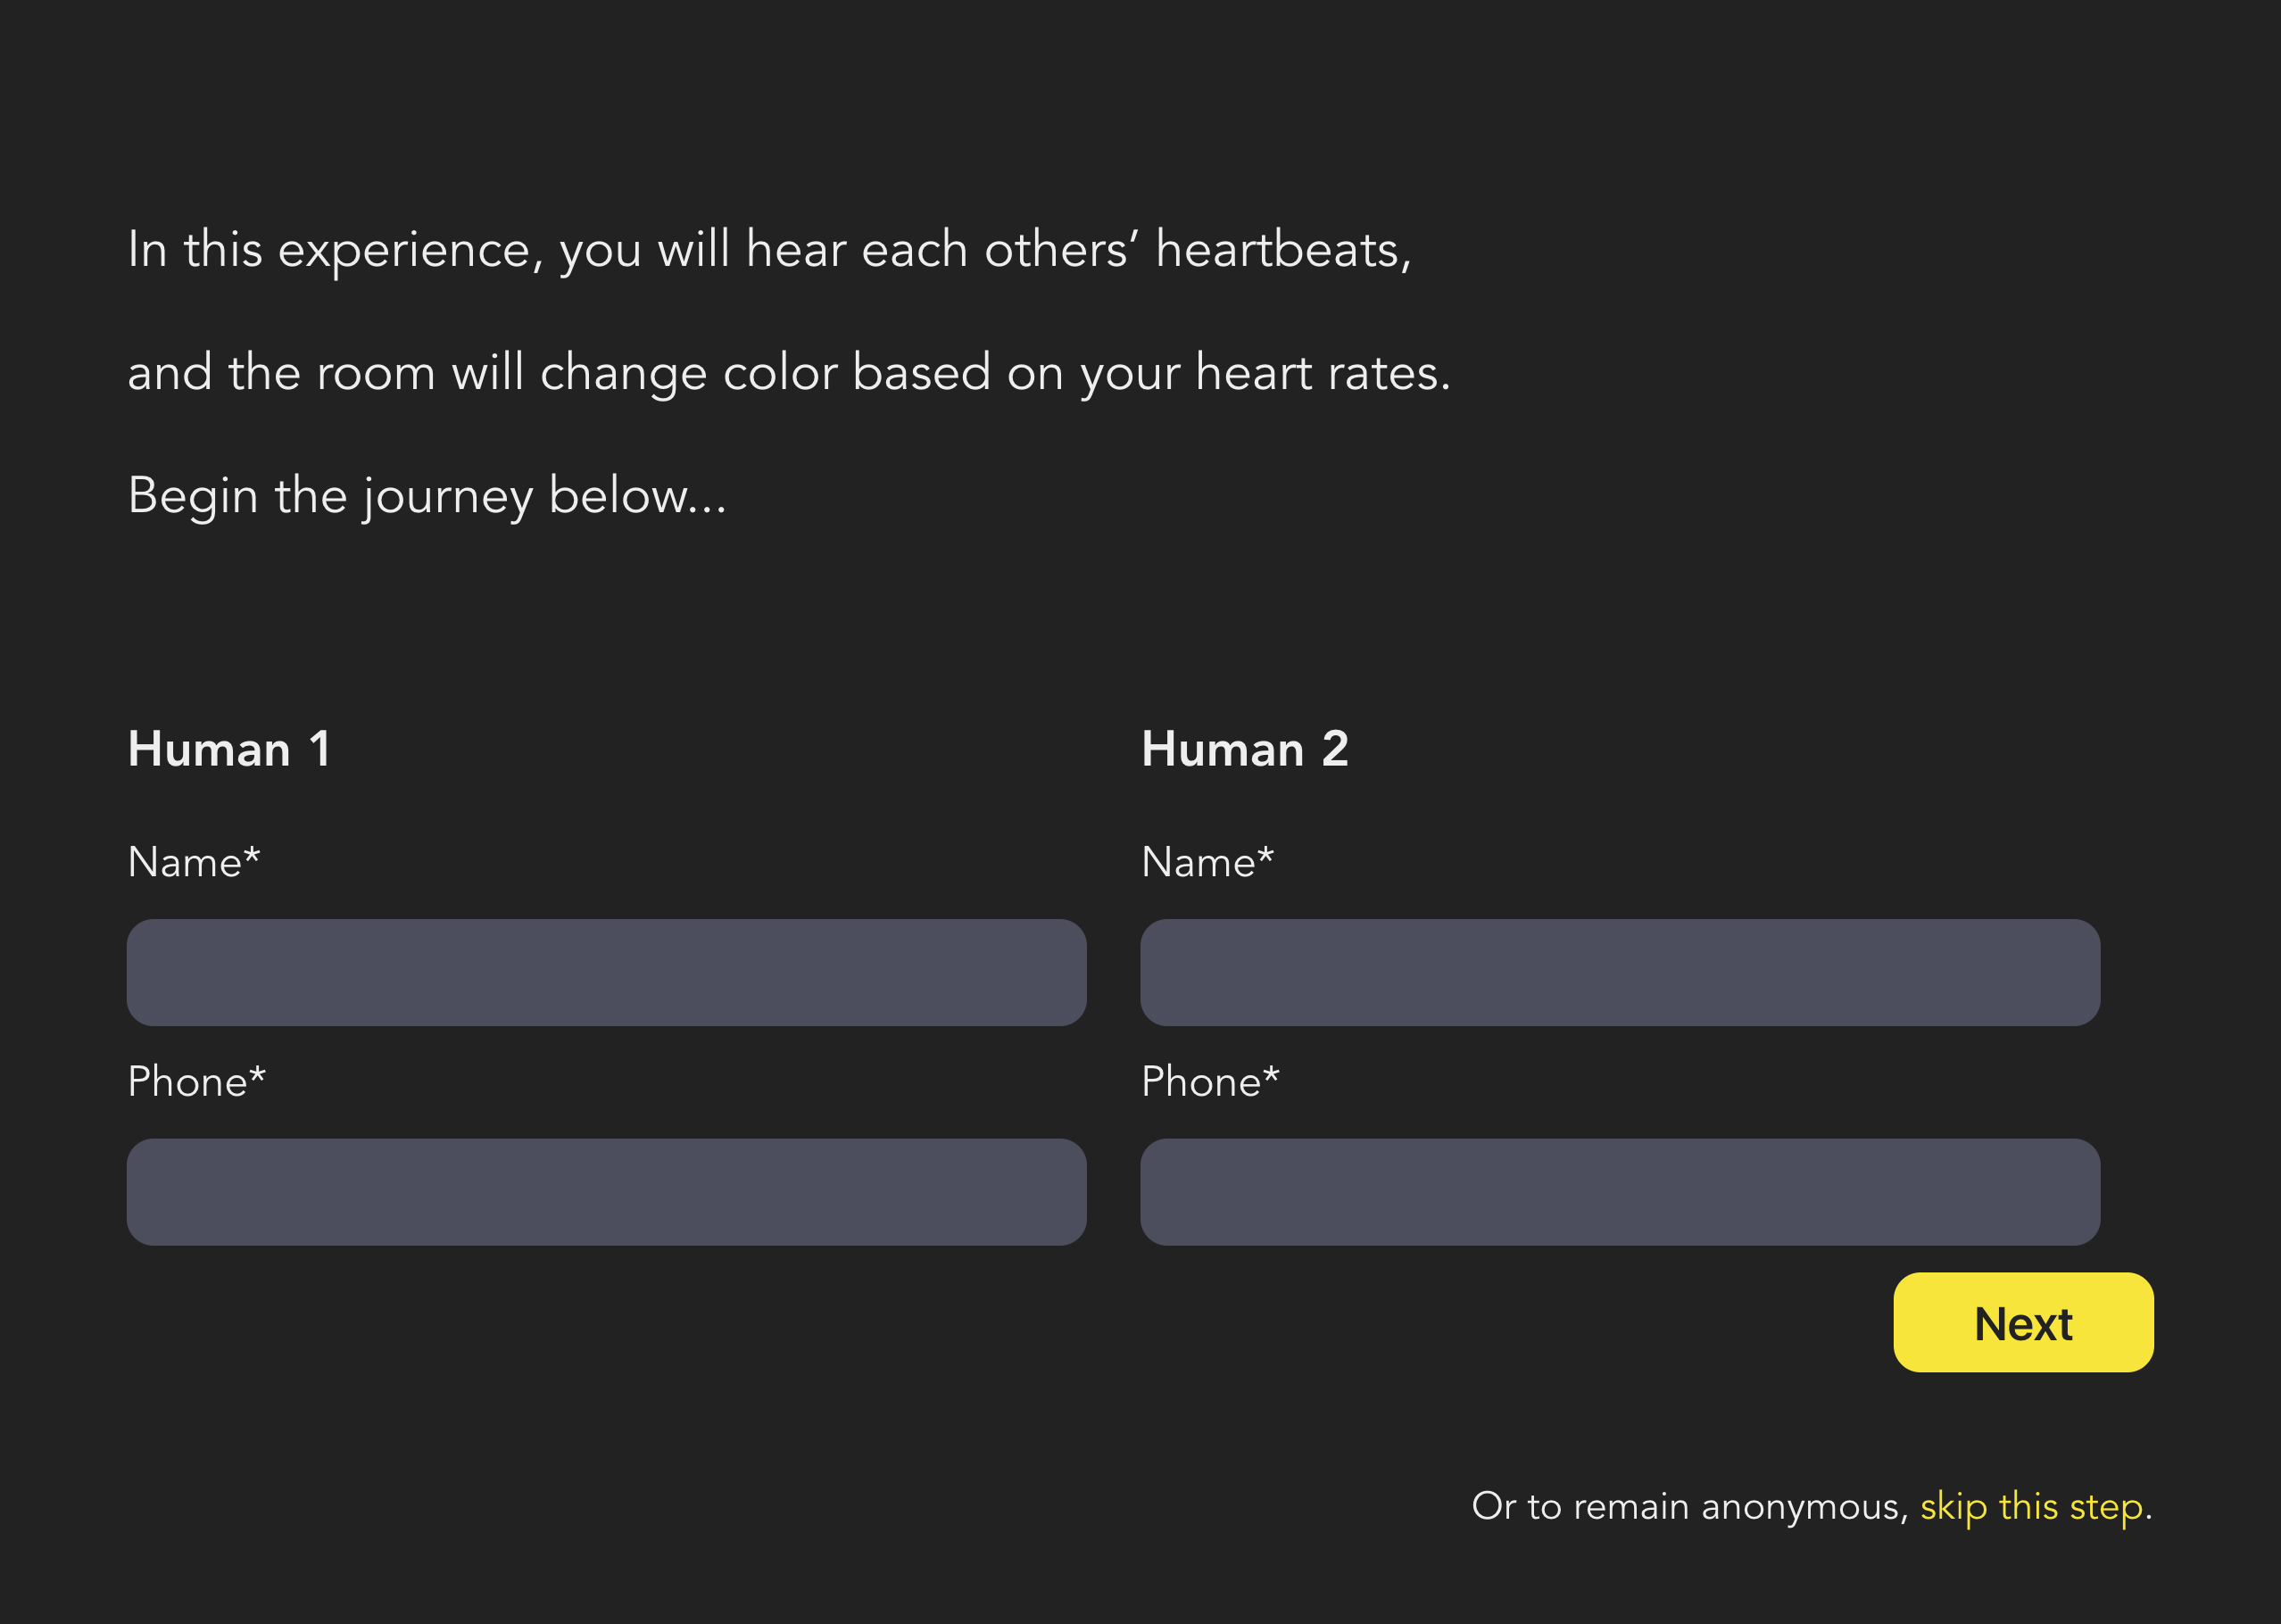 In this experience, you will hear each others’ heartbeats,
and the room will change color based on your heart rates.
Begin the journey below...
Human 1
Human 2
Name*
Name*
Phone*
Phone*
Next
Or to remain anonymous, skip this step.